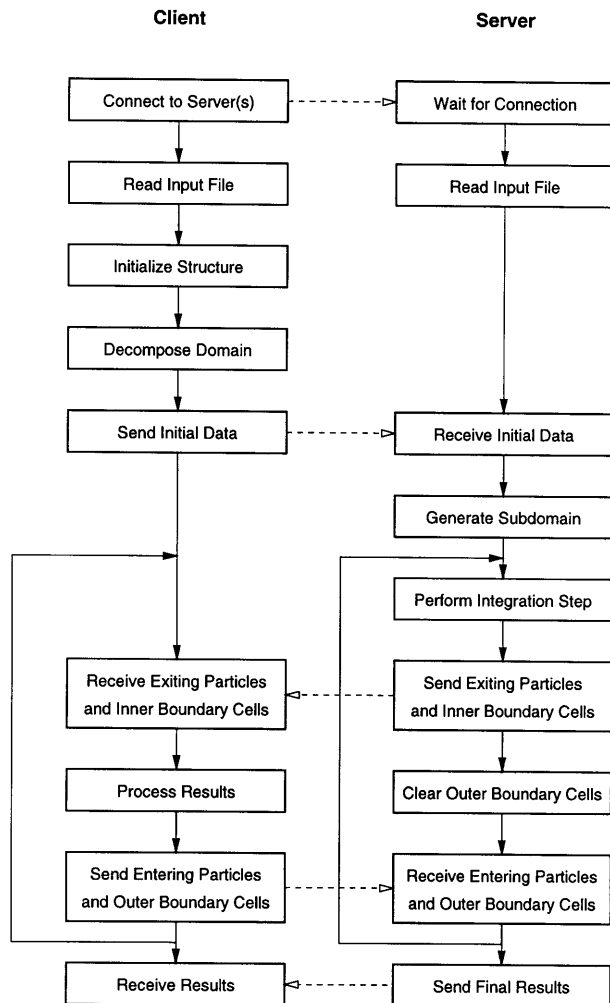 Client
Server
Connect to Server(s)
Wait for Connection
Read Input File
Read Input File
Initialize Structure
Decompose Domain
Send Initial Data
Receive Initial Data
Generate Subdomain
Perform Integration Step
Receive Exiting Particles
and Inner Boundary Cells
Send Exiting Particles
and Inner Boundary Cells
Process Results
Clear Outer Boundary Cells
Send Entering Particles
and Outer Boundary Cells
Receive Entering Particles
and Outer Boundary Cells
Receive Results
Send Final Results